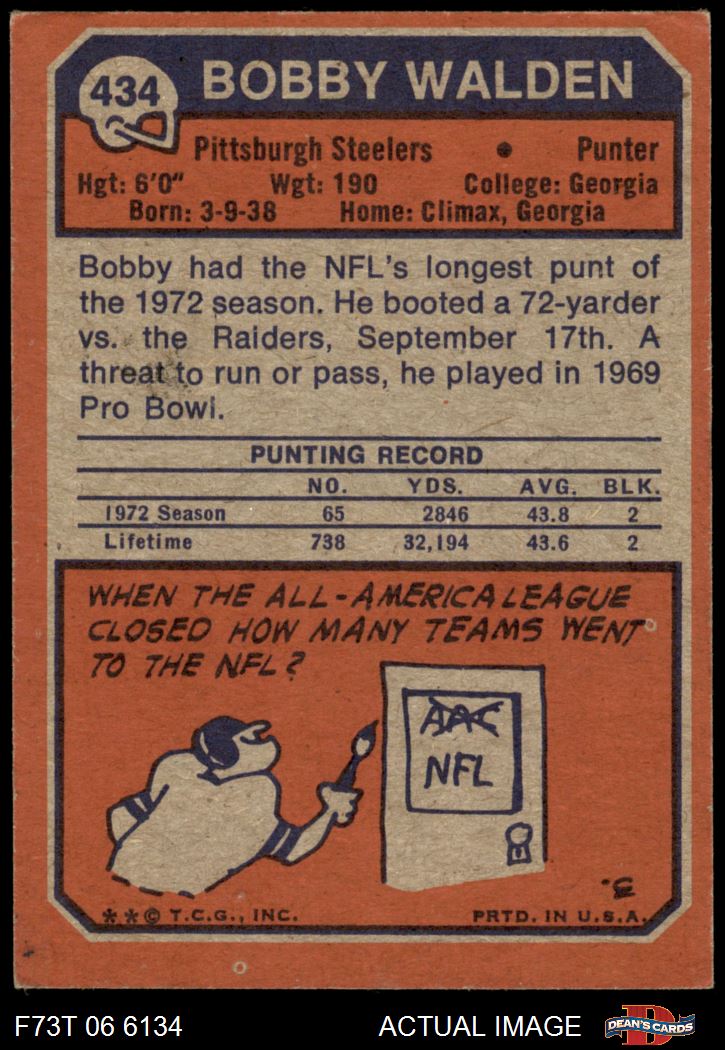 434
BOBBY WALDEN
Pittsburgh Steelers • Punter
Hgt: 6'0" Wgt: 190 College: Georgia
Born: 3-9-38 Home: Climax, Georgia
Bobby had the NFL's longest punt of
the 1972 season. He booted a 72-yarder
vs. the Raiders, September 17th. A
threat to run or pass, he played in 1969
Pro Bowl.
PUNTING RECORD
NO. YDS. AVG. BLK.
1972 Season 65 2846 43.8 2
Lifetime 738 32,194 43.6 2
WHEN THE ALL-AMERICA LEAGUE
CLOSED HOW MANY TEAMS WENT
TO THE NFL?
AAC
NFL
3.
**© T.C.G., INC. PRTD. IN U.S.A.
F73T 06 6134 ACTUAL IMAGE
D
DEAN'S CARDS